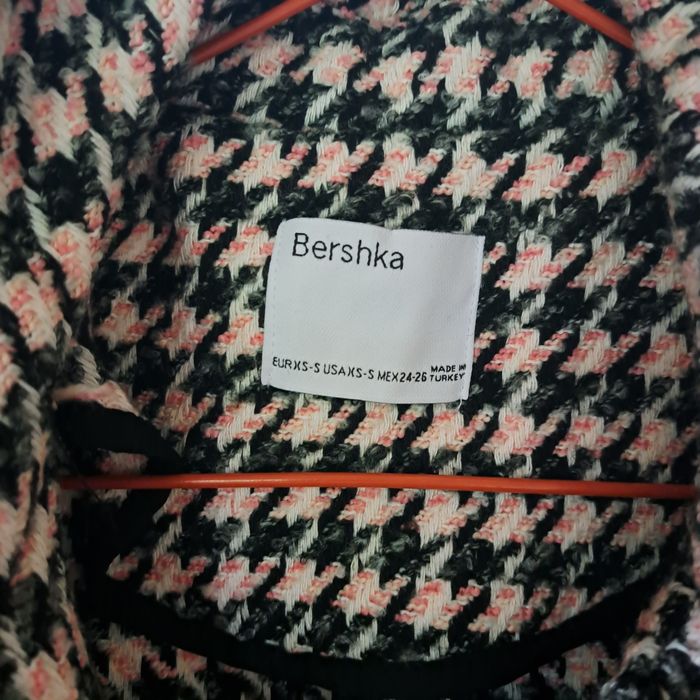 Bershka
EUR XS-S USA XS-S MEX 24-26 MADE IN
TURKEY